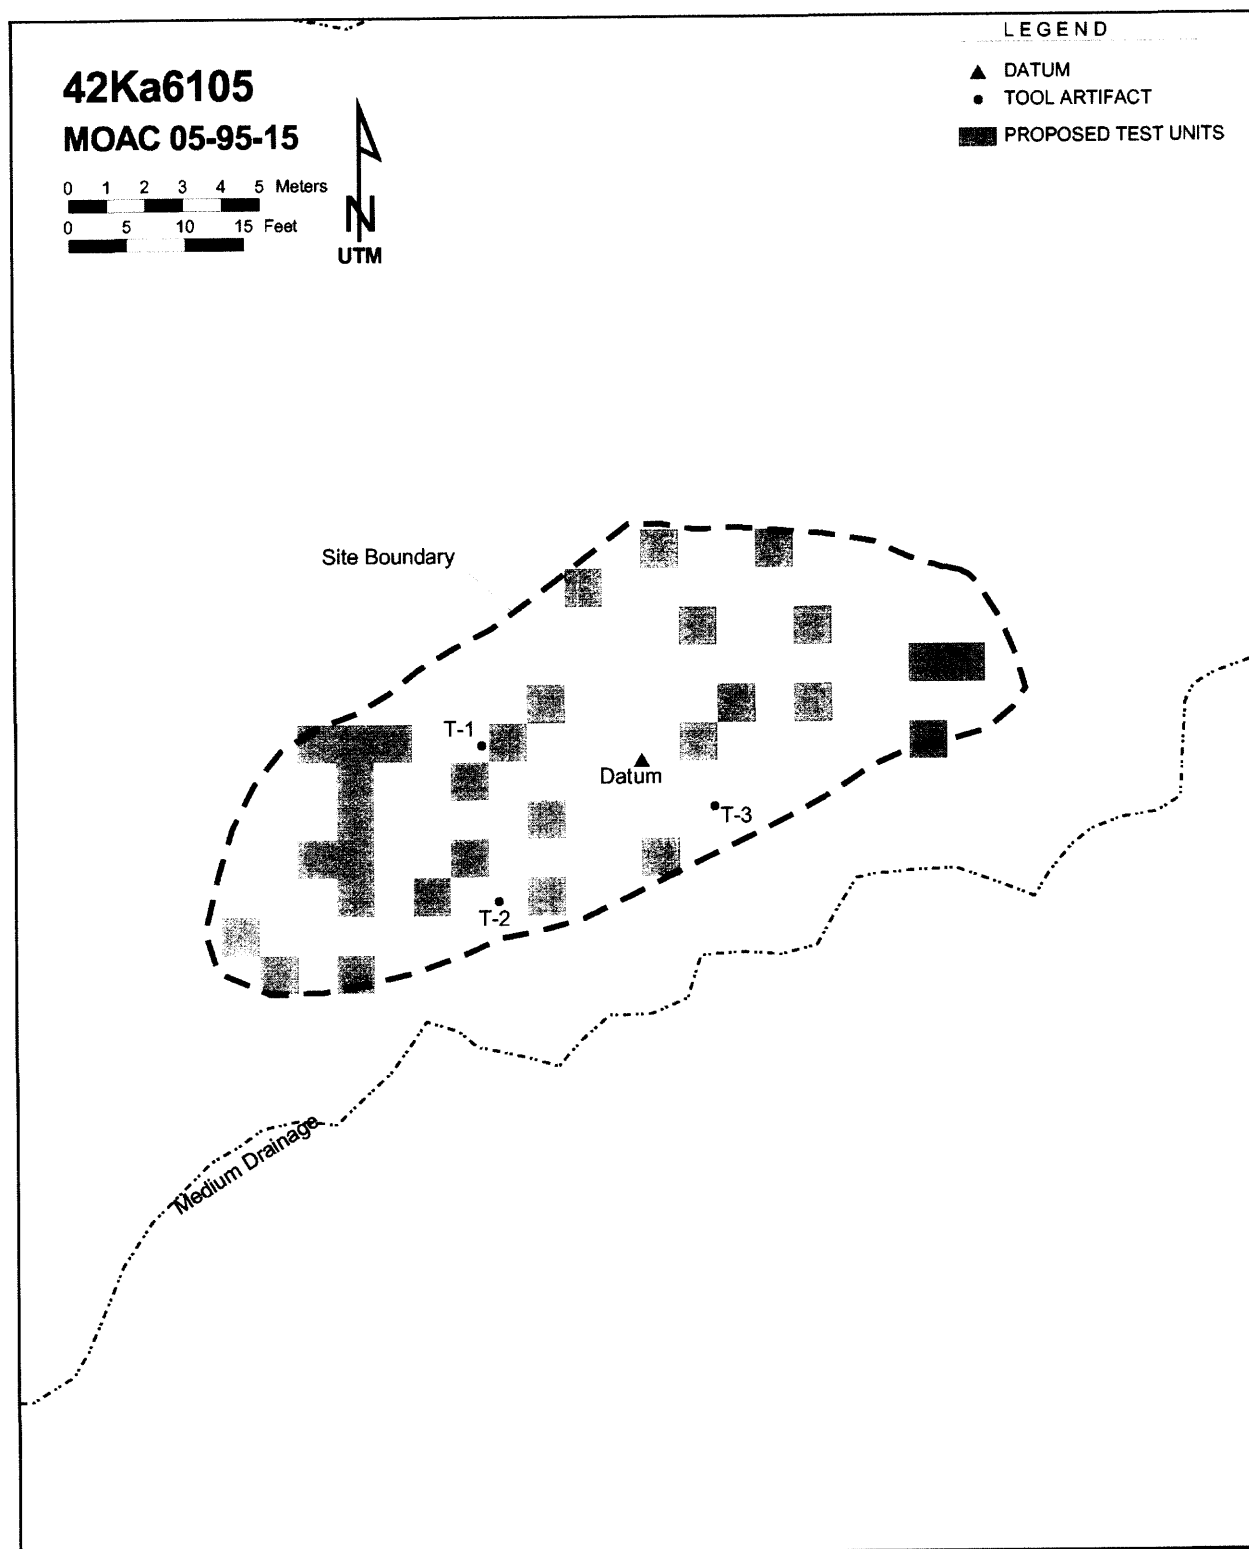 LEGEND
42Ka6105
MOAC 05-95-15
DATUM
TOOL ARTIFACT
PROPOSED TEST UNITS
0 1 2 3 4 5 Meters
0 5 10 15 Feet
N
UTM
Site Boundary
T-1
Datum
T-3
T-2
Medium Drainage